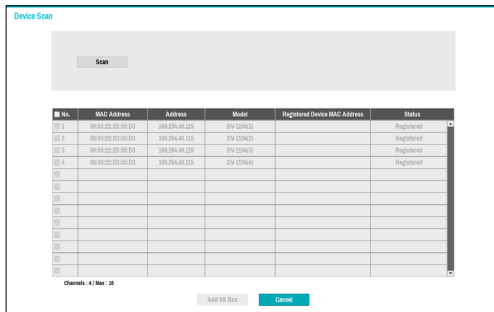 Device Scan
Scan
No. MAC Address Address Model Registered Device MAC Address Status
1 00:03:22:2D:50:D3 169.254.40.115 DV-1104(1) Registered
2 00:03:22:2D:50:D3 169.254.40.115 DV-1104(2) Registered
3 00:03:22:2D:50:D3 169.254.40.115 DV-1104(3) Registered
4 00:03:22:2D:50:D3 169.254.40.115 DV-1104(4) Registered
Channels : 4 / Max : 16
Add VA Box Cancel